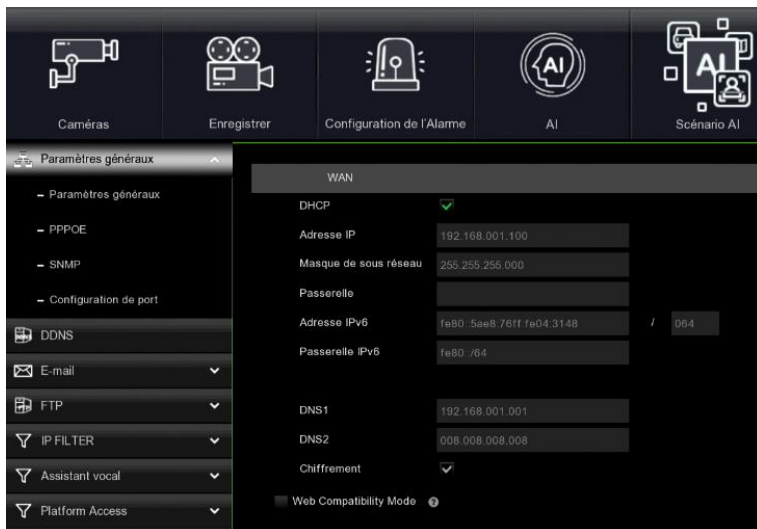 AI
AI
Caméras
Enregistrer
Configuration de l'Alarme
AI
Scénario AI
Paramètres généraux
– Paramètres généraux
– PPPOE
– SNMP
– Configuration de port
DDNS
E-mail
FTP
IP FILTER
Assistant vocal
Platform Access
WAN
DHCP
Adresse IP 192.168.001.100
Masque de sous réseau 255.255.255.000
Passerelle
Adresse IPv6 fe80::5ae8:76ff:fe04:3148 / 064
Passerelle IPv6 fe80::/64
DNS1 192.168.001.001
DNS2 008.008.008.008
Chiffrement
Web Compatibility Mode ?